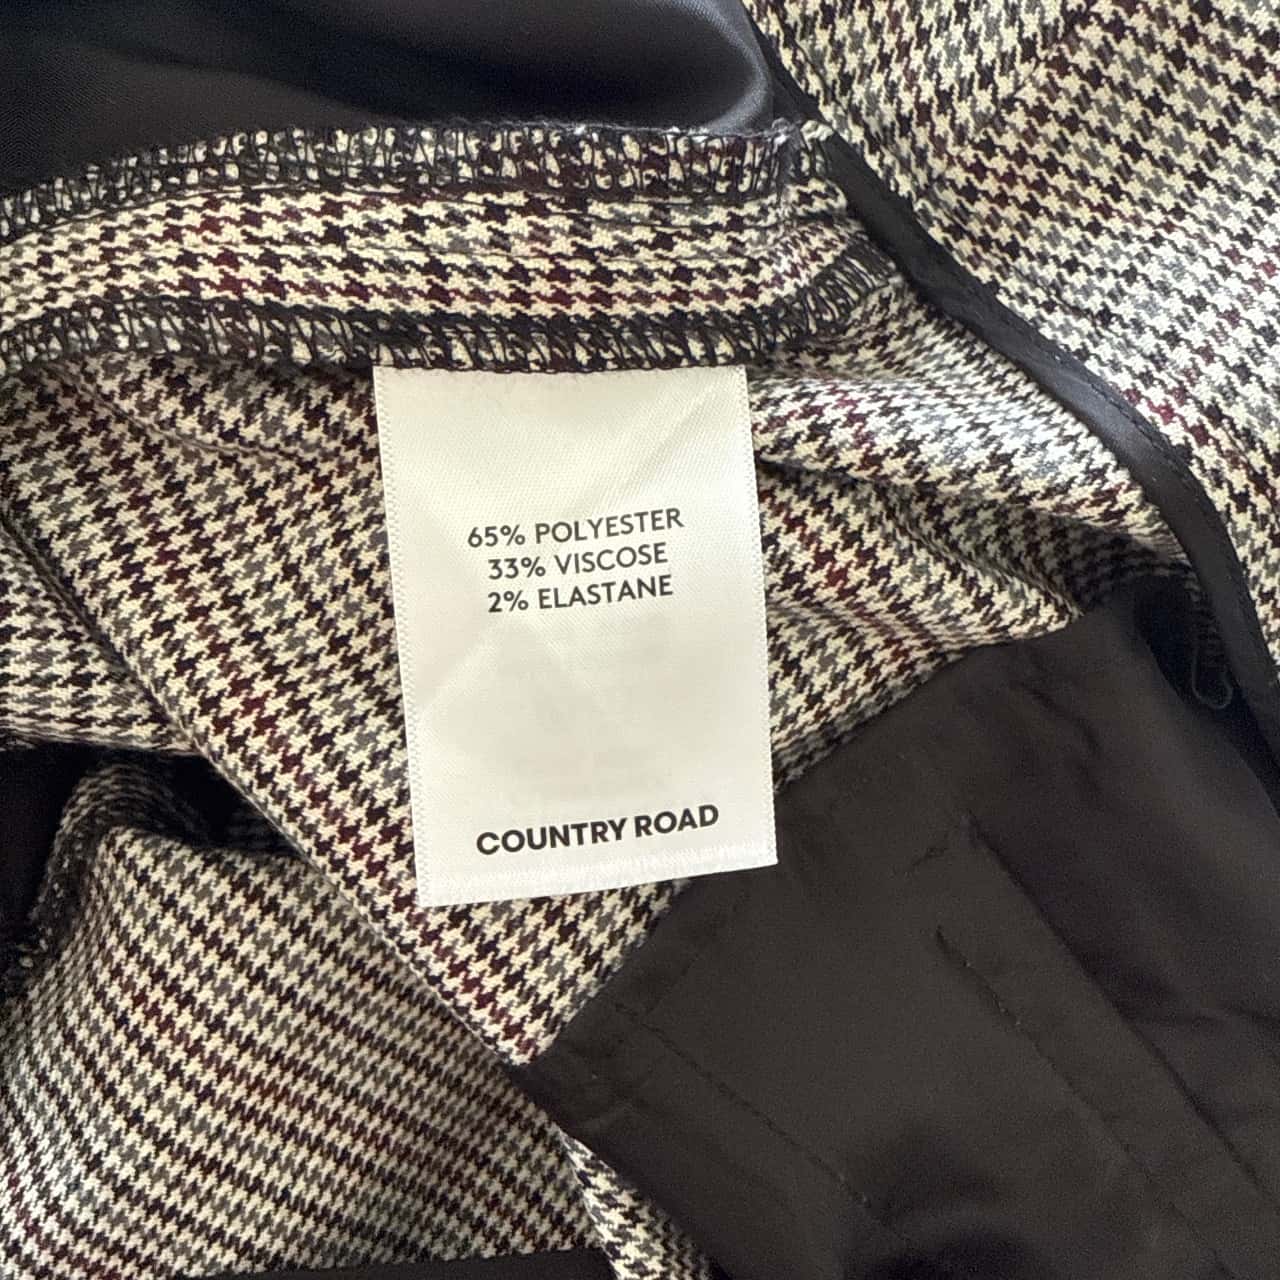 65% POLYESTER
33% VISCOSE
2% ELASTANE
COUNTRY ROAD